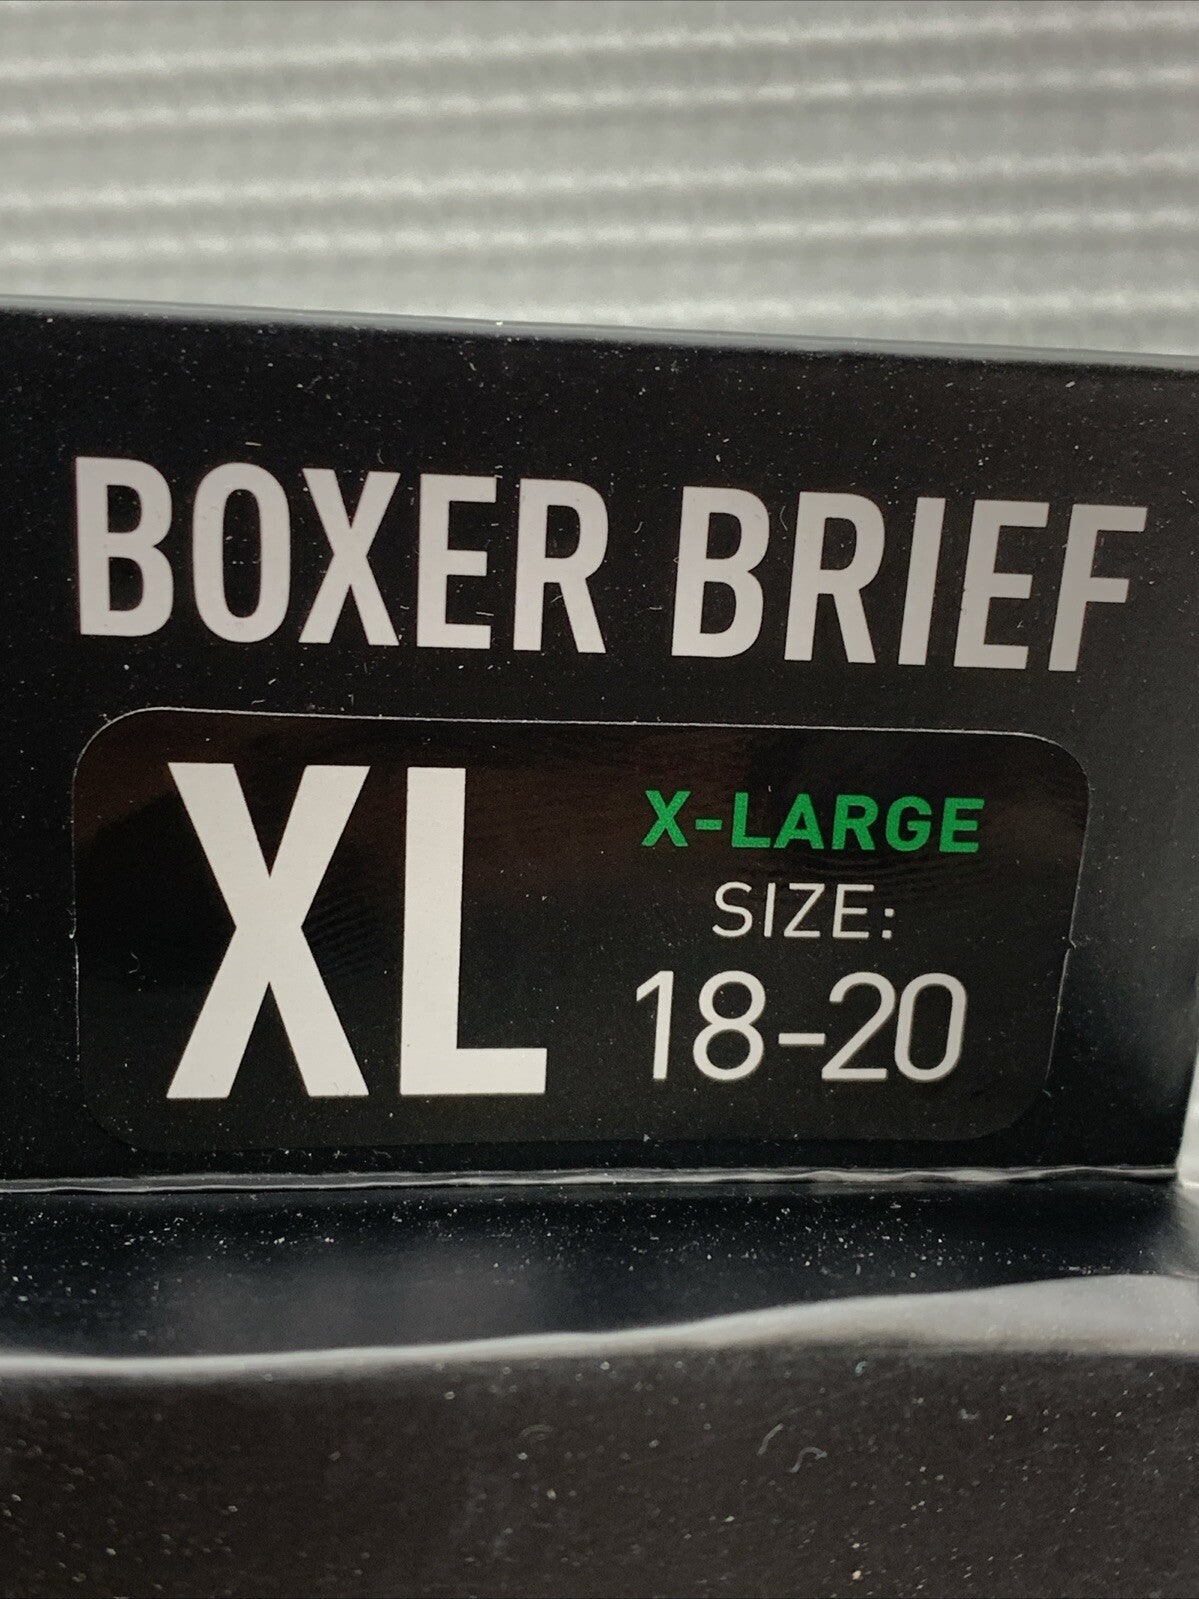 BOXER BRIEF
XL
X-LARGE
SIZE:
18-20